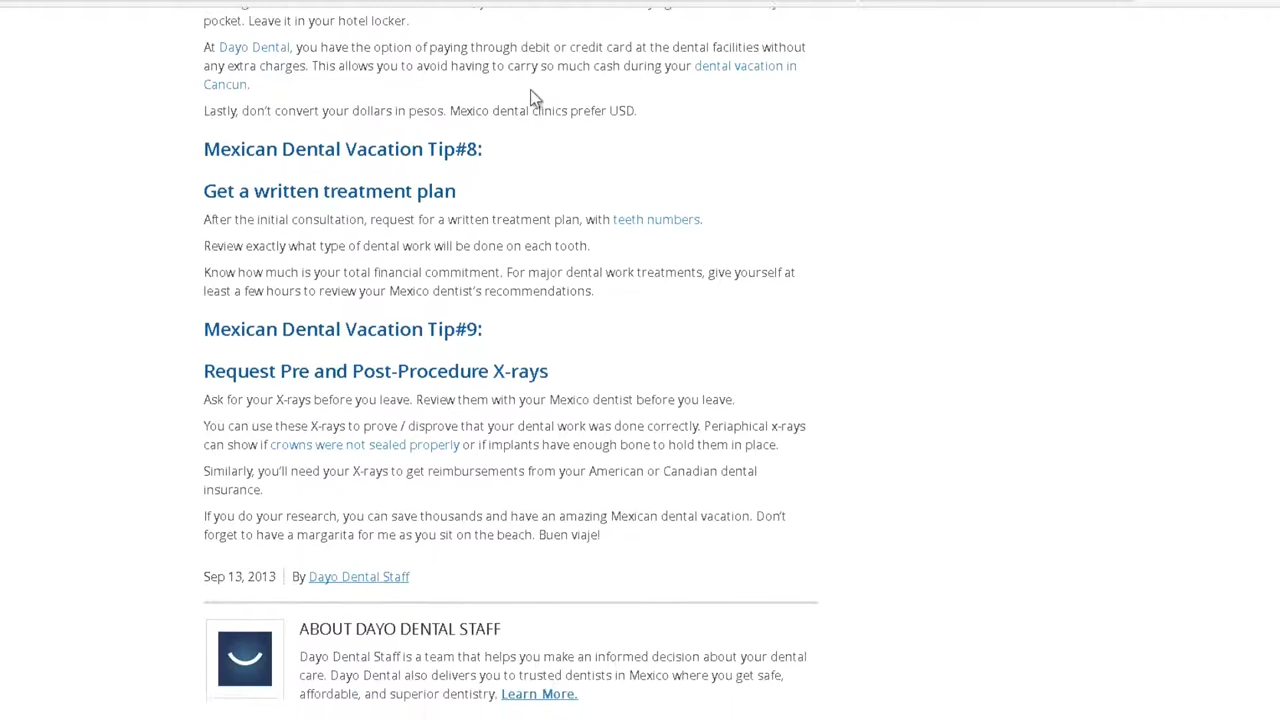 pocket. Leave it in your hotel locker.
At Dayo Dental, you have the option of paying through debit or credit card at the dental facilities without
any extra charges. This allows you to avoid having to carry so much cash during your dental vacation in
Cancun.
Lastly, don't convert your dollars in pesos. Mexico dental clinics prefer USD.
Mexican Dental Vacation Tip#8:
Get a written treatment plan
After the initial consultation, request for a written treatment plan, with teeth numbers.
Review exactly what type of dental work will be done on each tooth.
Know how much is your total financial commitment. For major dental work treatments, give yourself at
least a few hours to review your Mexico dentist's recommendations.
Mexican Dental Vacation Tip#9:
Request Pre and Post-Procedure X-rays
Ask for your X-rays before you leave. Review them with your Mexico dentist before you leave.
You can use these X-rays to prove / disprove that your dental work was done correctly. Periaphical x-rays
can show if crowns were not sealed properly or if implants have enough bone to hold them in place.
Similarly, you'll need your X-rays to get reimbursements from your American or Canadian dental
insurance.
If you do your research, you can save thousands and have an amazing Mexican dental vacation. Don't
forget to have a margarita for me as you sit on the beach. Buen viaje!
Sep 13, 2013 By Dayo Dental Staff
ABOUT DAYO DENTAL STAFF
Dayo Dental Staff is a team that helps you make an informed decision about your dental
care. Dayo Dental also delivers you to trusted dentists in Mexico where you get safe,
affordable, and superior dentistry. Learn More.